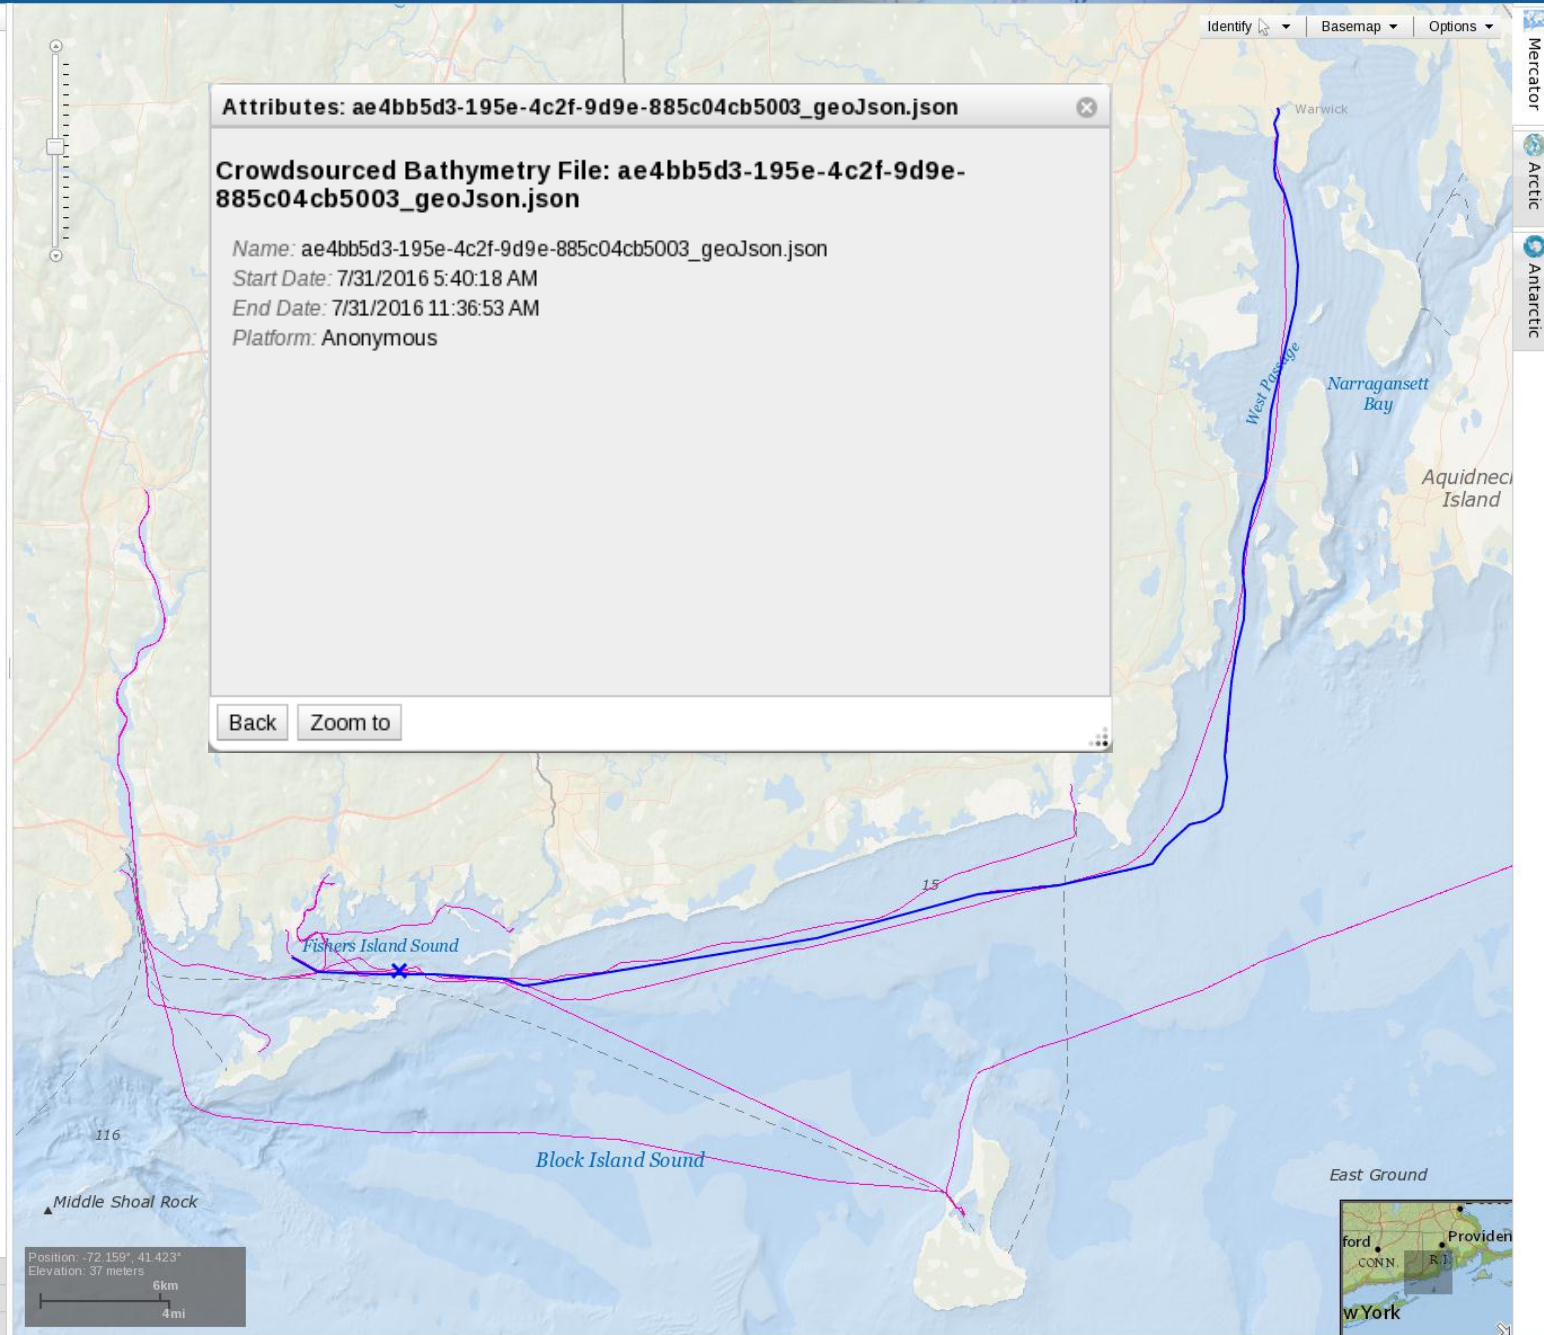 Identify
Basemap
Options
Mercator
Arctic
Antarctic
Attributes: ae4bb5d3-195e-4c2f-9d9e-885c04cb5003_geoJson.json
Crowdsourced Bathymetry File: ae4bb5d3-195e-4c2f-9d9e-
885c04cb5003_geoJson.json
Name: ae4bb5d3-195e-4c2f-9d9e-885c04cb5003_geoJson.json
Start Date: 7/31/2016 5:40:18 AM
End Date: 7/31/2016 11:36:53 AM
Platform: Anonymous
Back
Zoom to
Warwick
West Passage
Narragansett
Bay
Aquidnec
Island
15
Fishers Island Sound
116
Block Island Sound
Middle Shoal Rock
East Ground
Position: -72.159°, 41.423°
Elevation: 37 meters
6km
4mi
ford
Providen
CONN.
R.I.
w York